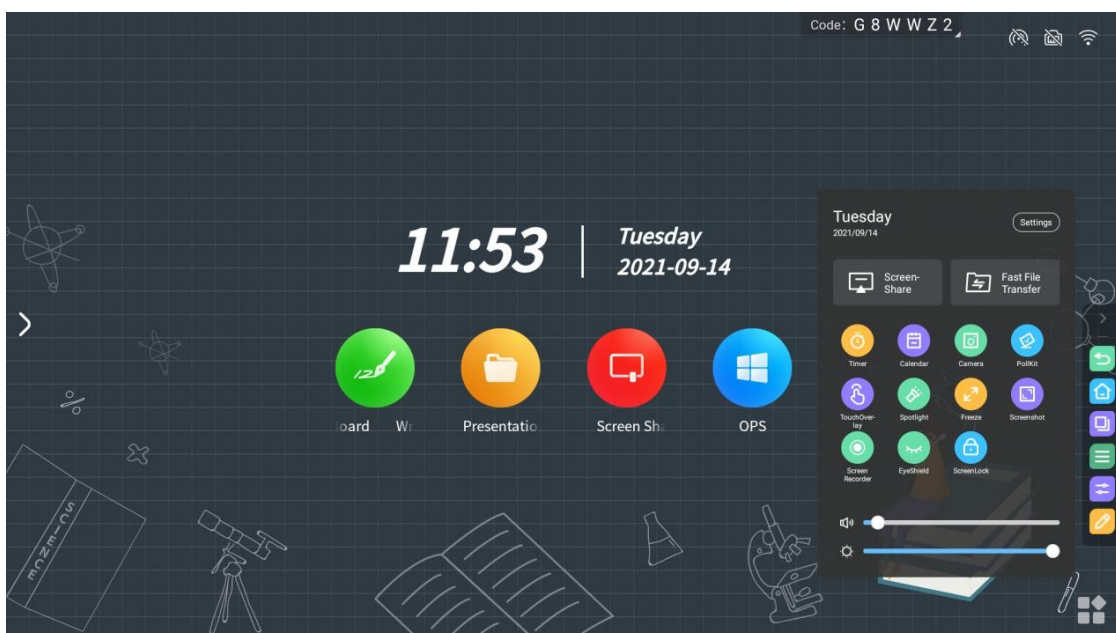 Code: G 8 W W Z 2
11:53
Tuesday
2021-09-14
oard Wr
Presentatio
Screen Sha
OPS
Tuesday
2021/09/14
Settings
Screen-
Share
Fast File
Transfer
Timer
Calendar
Camera
PollKit
TouchOver-
lay
Spotlight
Freeze
Screenshot
Screen
Recorder
EyeShield
ScreenLock
SCIENCE